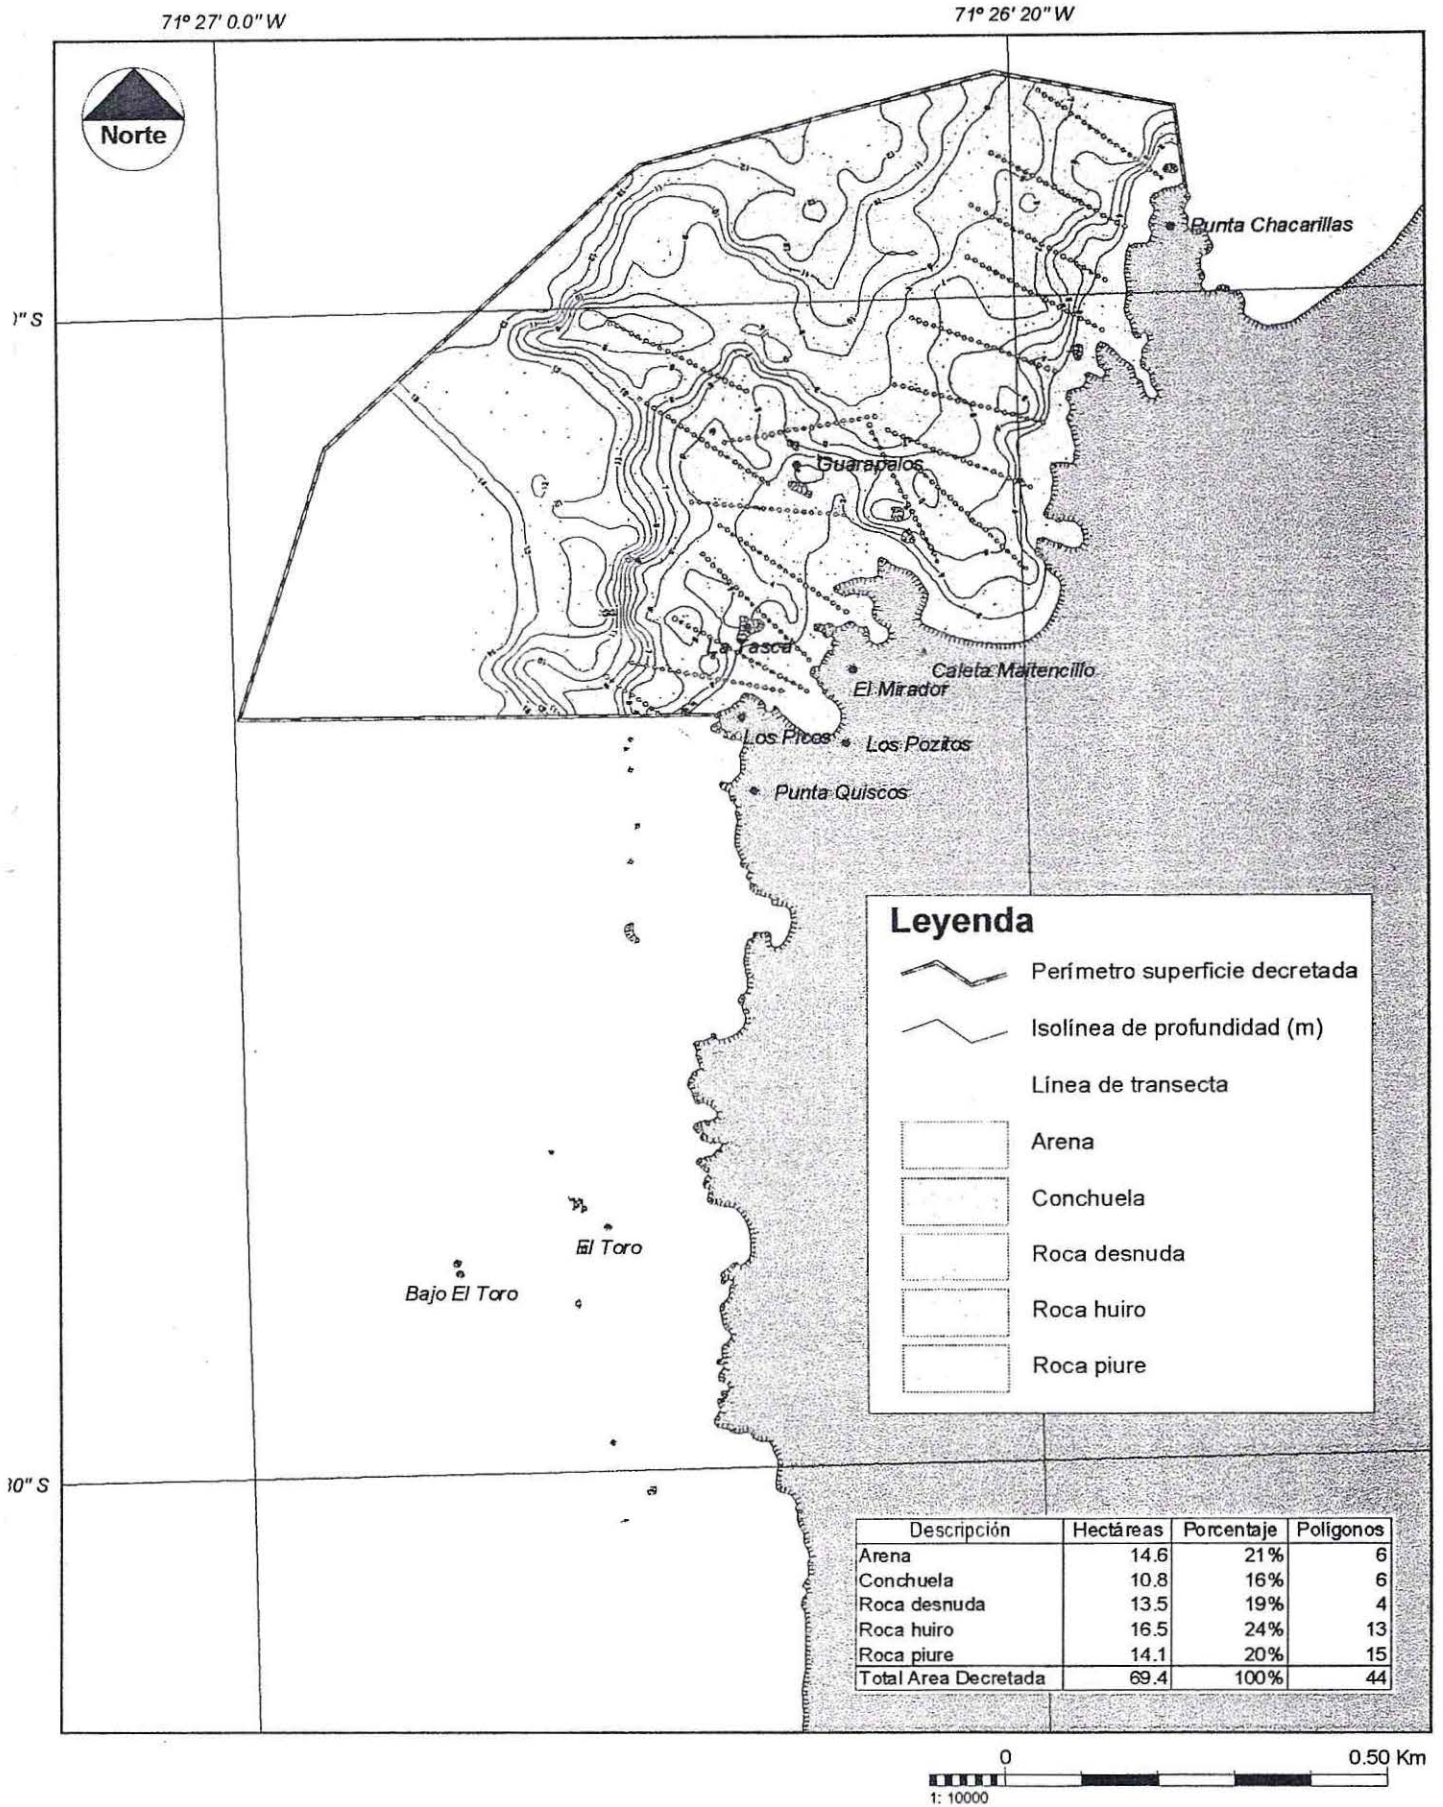 71° 27' 0.0" W
71° 26' 20" W
Norte
Punta Chacarillas
)" S
Guarapalos
La Tasca
Caleta Maitencillo
El Mirador
Los Picos
Los Pozitos
Punta Quiscos
Leyenda
Perímetro superficie decretada
Isolínea de profundidad (m)
Línea de transecta
Arena
Conchuela
Roca desnuda
Roca huiro
Roca piure
El Toro
Bajo El Toro
0" S
Descripción Hectáreas Porcentaje Polígonos
Arena 14.6 21% 6
Conchuela 10.8 16% 6
Roca desnuda 13.5 19% 4
Roca huiro 16.5 24% 13
Roca piure 14.1 20% 15
Total Area Decretada 69.4 100% 44
0 0.50 Km
1: 10000